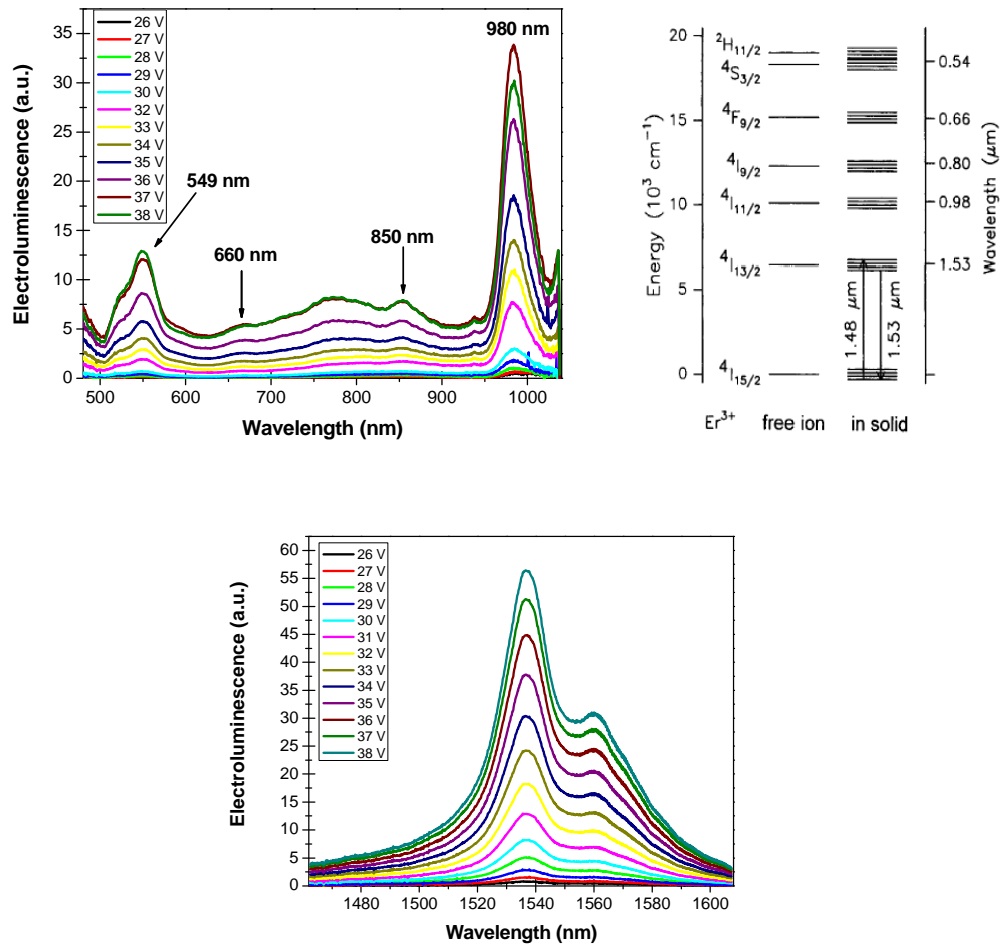 35
30
25
20
15
10
5
0
Electroluminescence (a.u.)
26 V
27 V
28 V
29 V
30 V
32 V
33 V
34 V
35 V
36 V
37 V
38 V
549 nm
660 nm
850 nm
980 nm
500 600 700 800 900 1000
Wavelength (nm)
20
15
10
5
0
Energy (10³ cm⁻¹)
²H₁₁/₂
⁴S₃/₂
⁴F₉/₂
⁴I₉/₂
⁴I₁₁/₂
⁴I₁₃/₂
⁴I₁₅/₂
1.48 μm
1.53 μm
0.54
0.66
0.80
0.98
1.53
Wavelength (μm)
Er³⁺ free ion in solid
60
55
50
45
40
35
30
25
20
15
10
5
0
Electroluminescence (a.u.)
26 V
27 V
28 V
29 V
30 V
31 V
32 V
33 V
34 V
35 V
36 V
37 V
38 V
1480 1500 1520 1540 1560 1580 1600
Wavelength (nm)